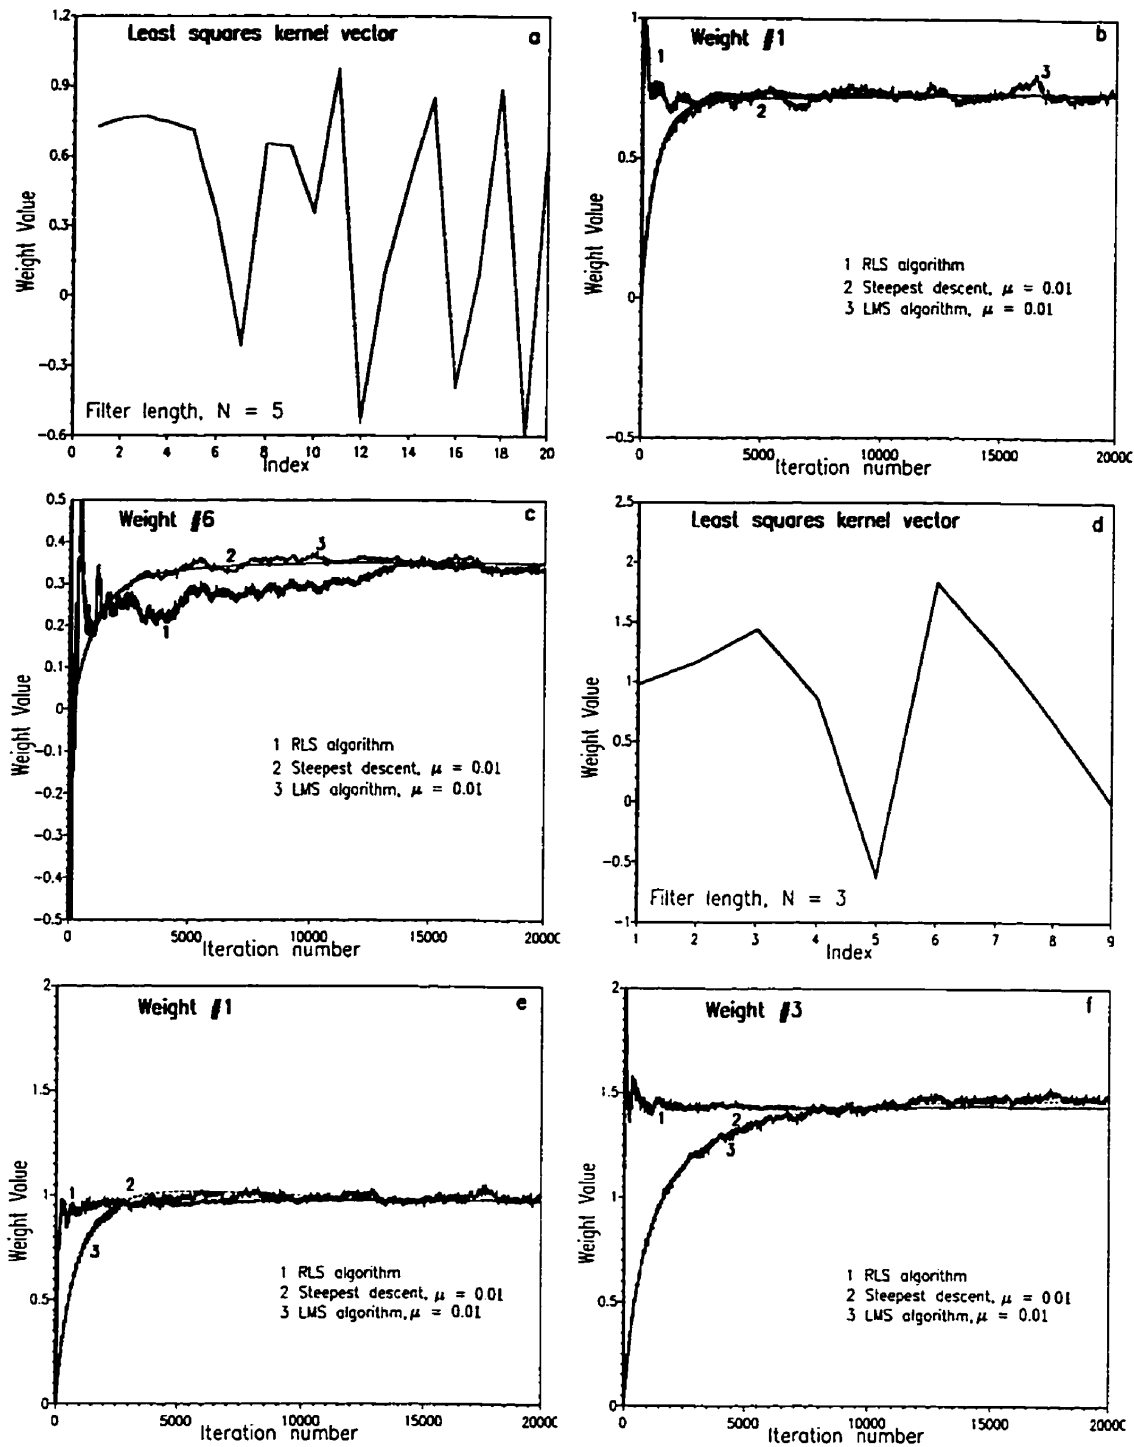 Least squares kernel vector
a
1.2
0.9
0.6
0.3
0
-0.3
-0.6
Weight Value
Filter length, N = 5
0 2 4 6 8 10 12 14 16 18 20
Index
Weight #1
b
1
0.5
0
-0.5
Weight Value
1
2
3
1 RLS algorithm
2 Steepest descent, μ = 0.01
3 LMS algorithm, μ = 0.01
0 5000 10000 15000 20000
Iteration number
Weight #6
c
0.5
0.4
0.3
0.2
0.1
0
-0.1
-0.2
-0.3
-0.4
-0.5
Weight Value
2
3
1
1 RLS algorithm
2 Steepest descent, μ = 0.01
3 LMS algorithm, μ = 0.01
0 5000 10000 15000 20000
Iteration number
Least squares kernel vector
d
2.5
2
1.5
1
0.5
0
-0.5
-1
Weight Value
Filter length, N = 3
1 2 3 4 5 6 7 8 9
Index
Weight #1
e
2
1.5
1
0.5
0
Weight Value
1
2
3
1 RLS algorithm
2 Steepest descent, μ = 0.01
3 LMS algorithm, μ = 0.01
0 5000 10000 15000 20000
Iteration number
Weight #3
f
2
1.5
1
0.5
0
Weight Value
1
2
3
1 RLS algorithm
2 Steepest descent, μ = 0.01
3 LMS algorithm, μ = 0.01
0 5000 10000 15000 20000
Iteration number